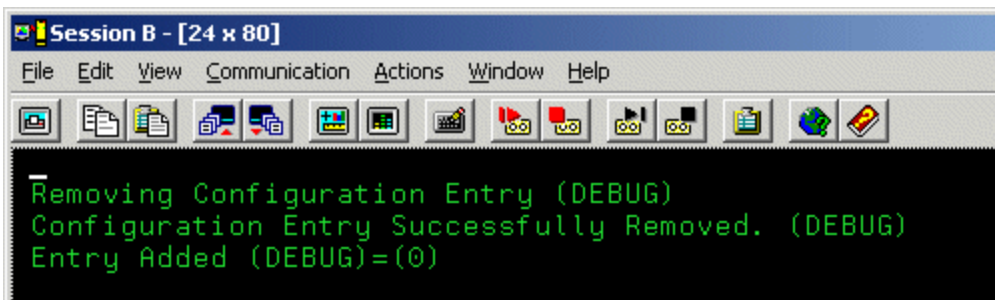 Session B - [24 x 80]
File Edit View Communication Actions Window Help
Removing Configuration Entry (DEBUG)
Configuration Entry Successfully Removed. (DEBUG)
Entry Added (DEBUG)=(0)